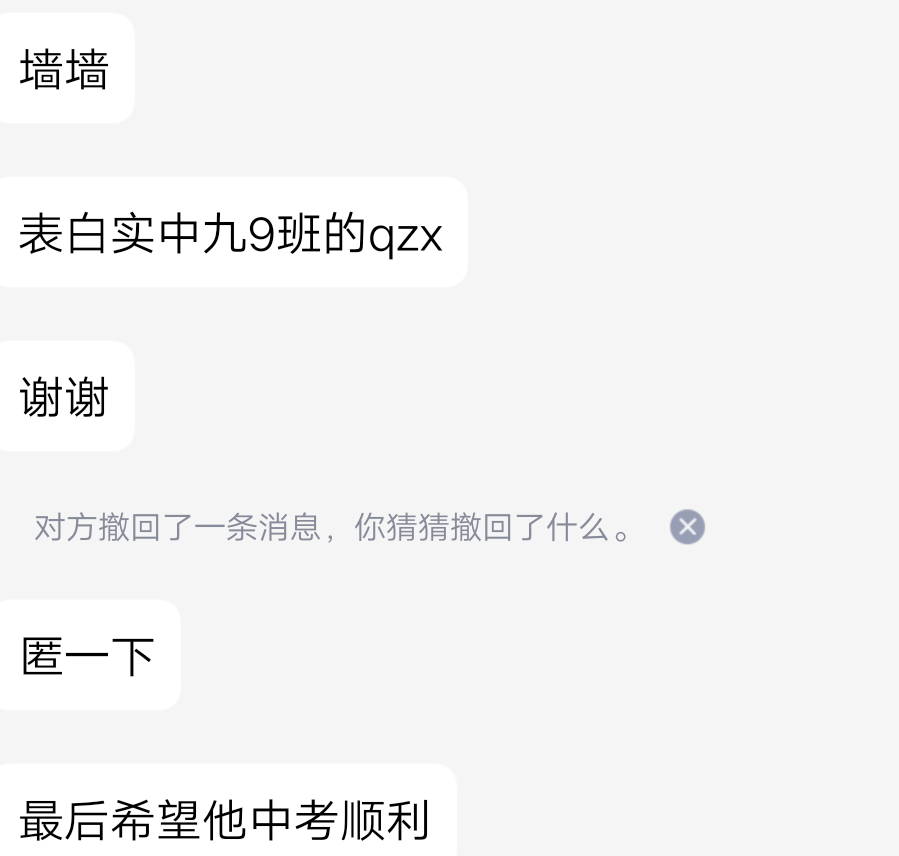 墙墙
表白实中九9班的qzx
谢谢
对方撤回了一条消息，你猜猜撤回了什么。
匿一下
最后希望他中考顺利